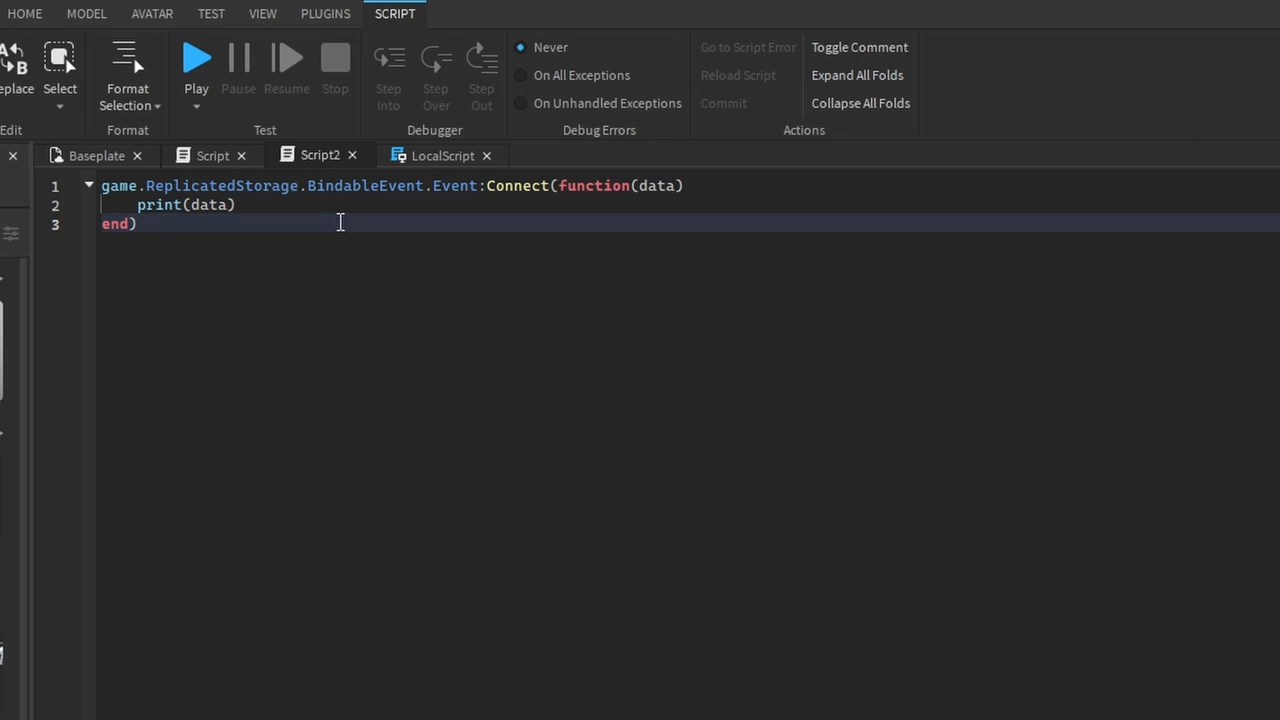 HOME MODEL AVATAR TEST VIEW PLUGINS SCRIPT
A
B
eplace
Select
Edit
Format
Selection
Format
Play
Pause
Resume
Stop
Test
Step
Into
Step
Over
Step
Out
Debugger
Never
On All Exceptions
On Unhandled Exceptions
Debug Errors
Go to Script Error
Reload Script
Commit
Toggle Comment
Expand All Folds
Collapse All Folds
Actions
Baseplate Script Script2 LocalScript
1 game.ReplicatedStorage.BindableEvent.Event:Connect(function(data)
2 print(data)
3 end)